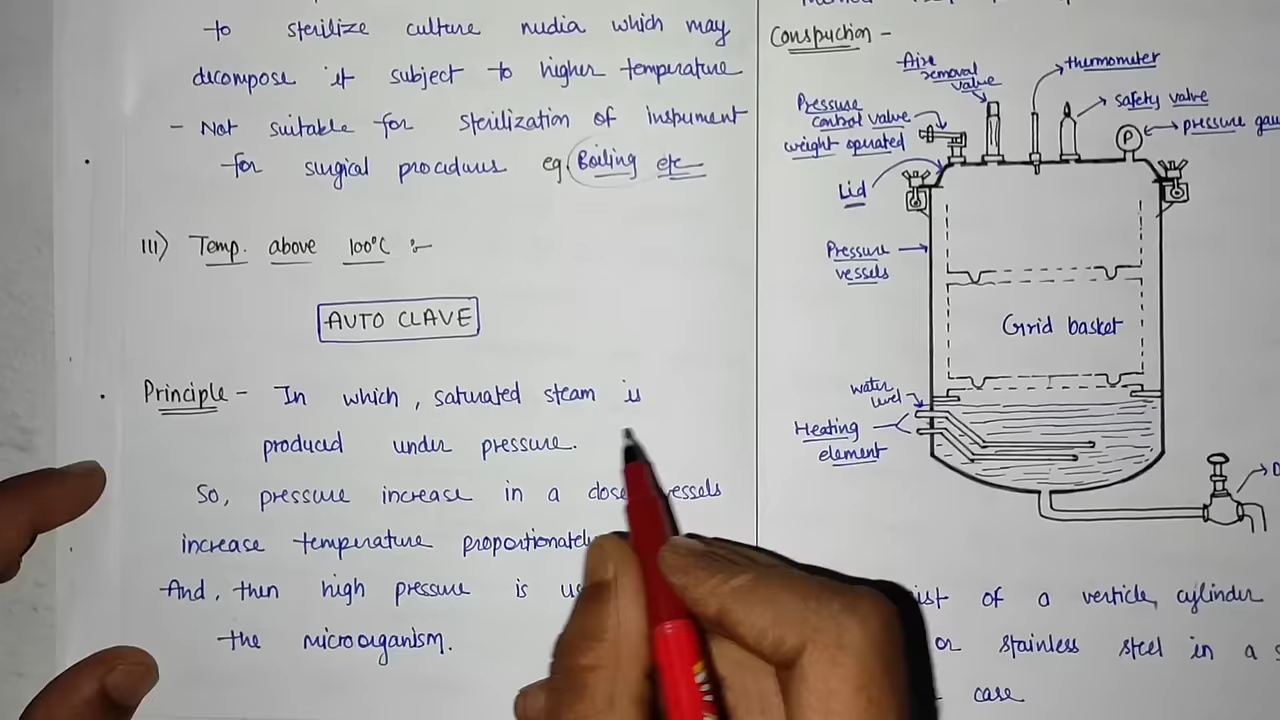 to sterilize culture nudia which may
decompose if subject to higher temperature
- Not suitable for sterilization of Instrument
for surgical procedures eg. Boiling etc
III) Temp. above 100°C :-
AUTO CLAVE
Principle - In which, saturated steam is
produced under pressure.
So, pressure increase in a closed vessels
increase temperature proportionately
And, then high pressure is
the microorganism.
Construction -
Aire
removal
valve
thermometer
safety valve
pressure
Pressure
control valve
weight operated
P
Lid
Pressure
vessels
Grid basket
water
level
Heating
element
of a verticle cylinder
or stainless steel in a
case